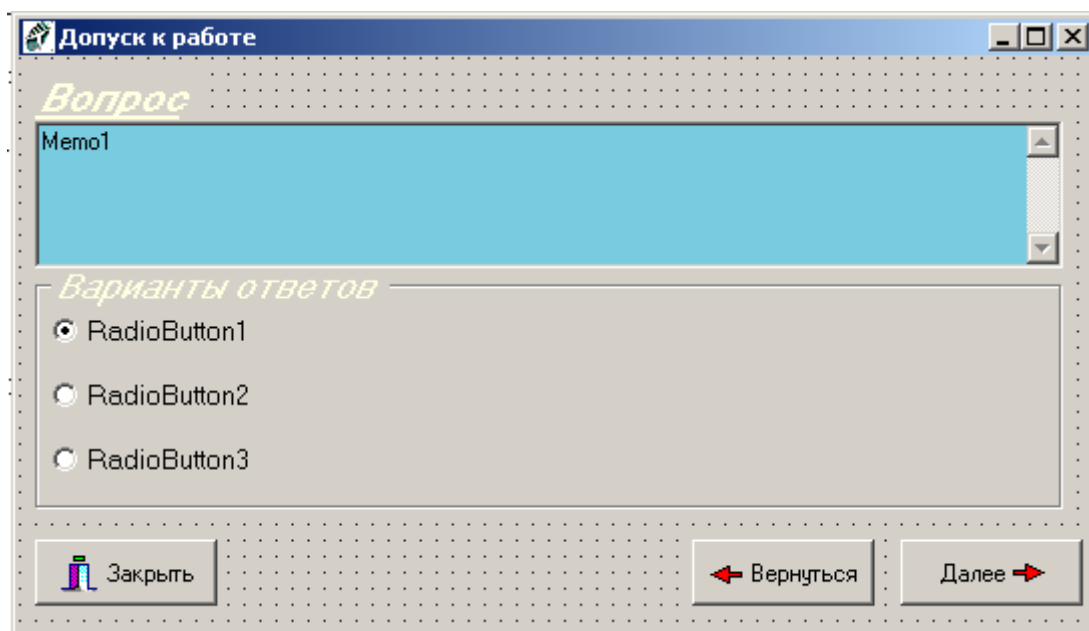 Допуск к работе
Вопрос
Memo1
Варианты ответов
RadioButton1
RadioButton2
RadioButton3
Закрыть
Вернуться
Далее